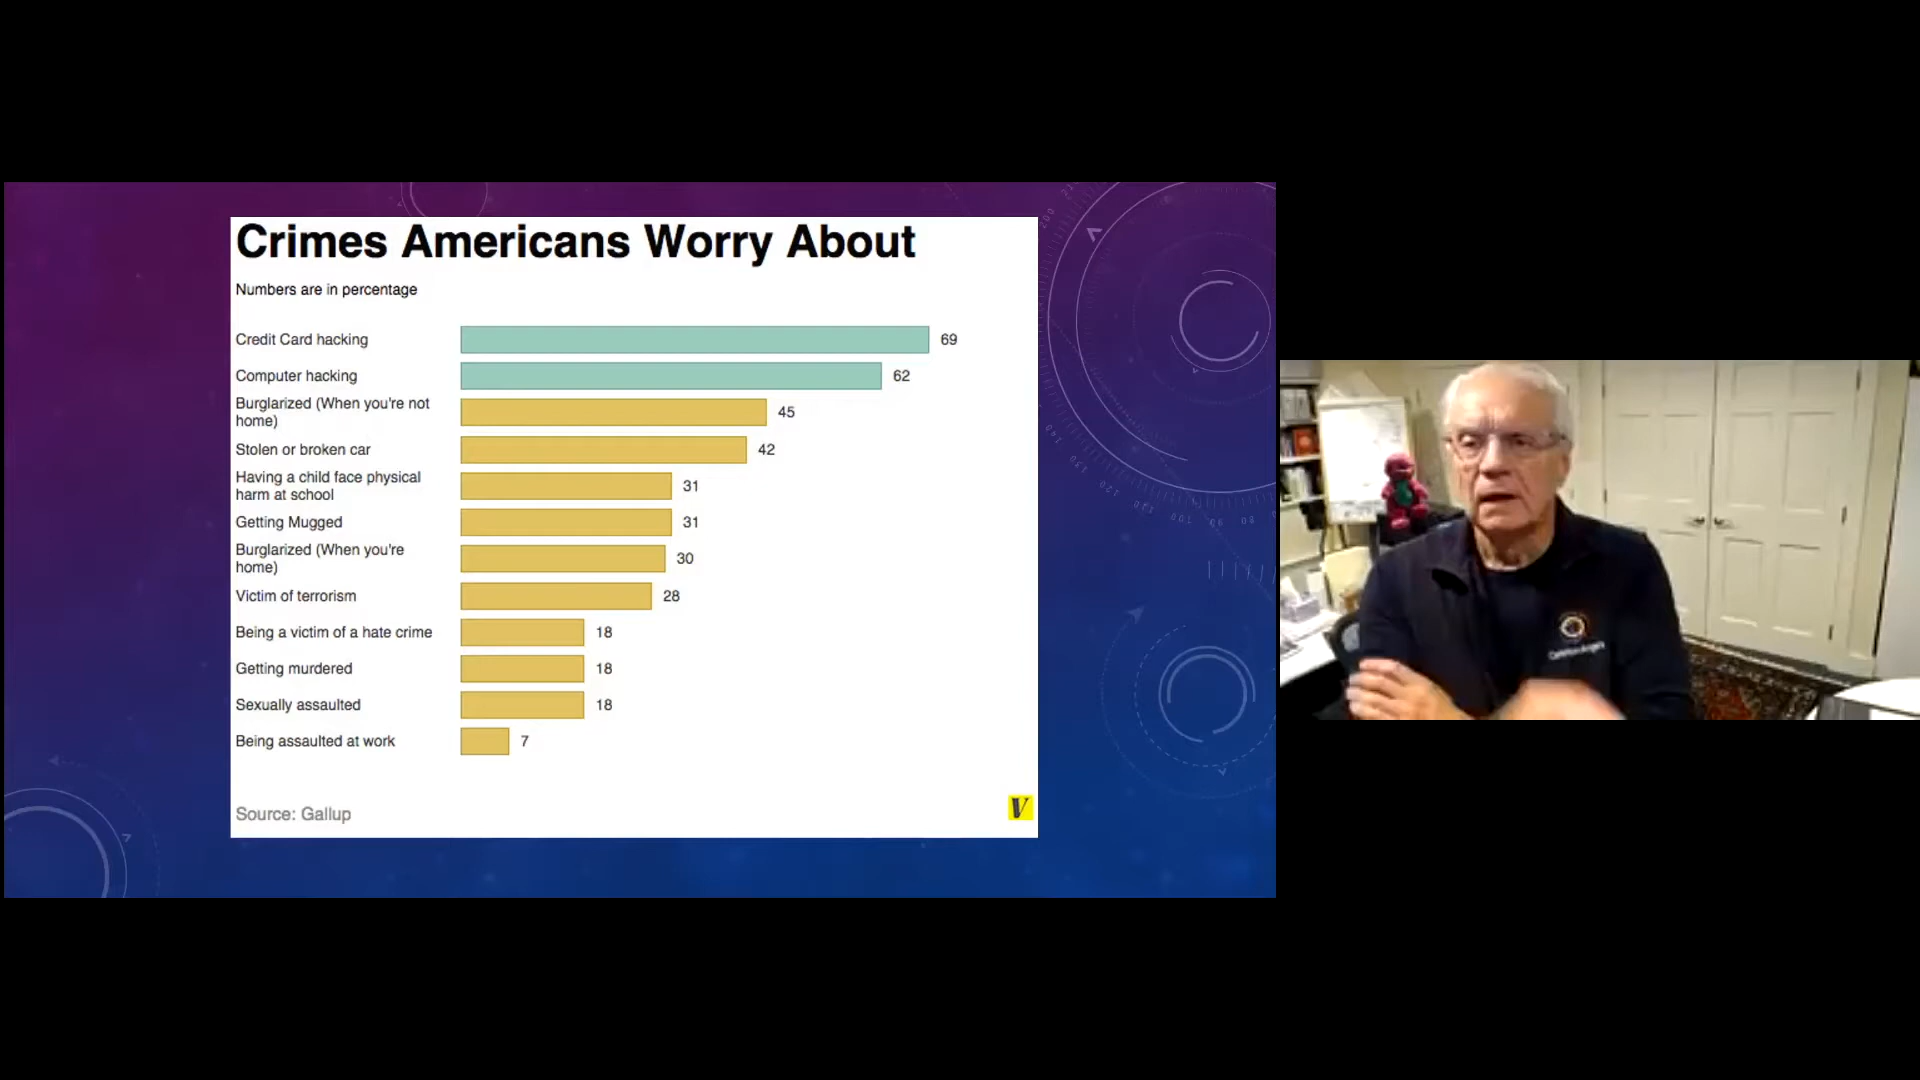 Crimes Americans Worry About
Numbers are in percentage
Credit Card hacking 69
Computer hacking 62
Burglarized (When you're not
home) 45
Stolen or broken car 42
Having a child face physical
harm at school 31
Getting Mugged 31
Burglarized (When you're
home) 30
Victim of terrorism 28
Being a victim of a hate crime 18
Getting murdered 18
Sexually assaulted 18
Being assaulted at work 7
Source: Gallup
V